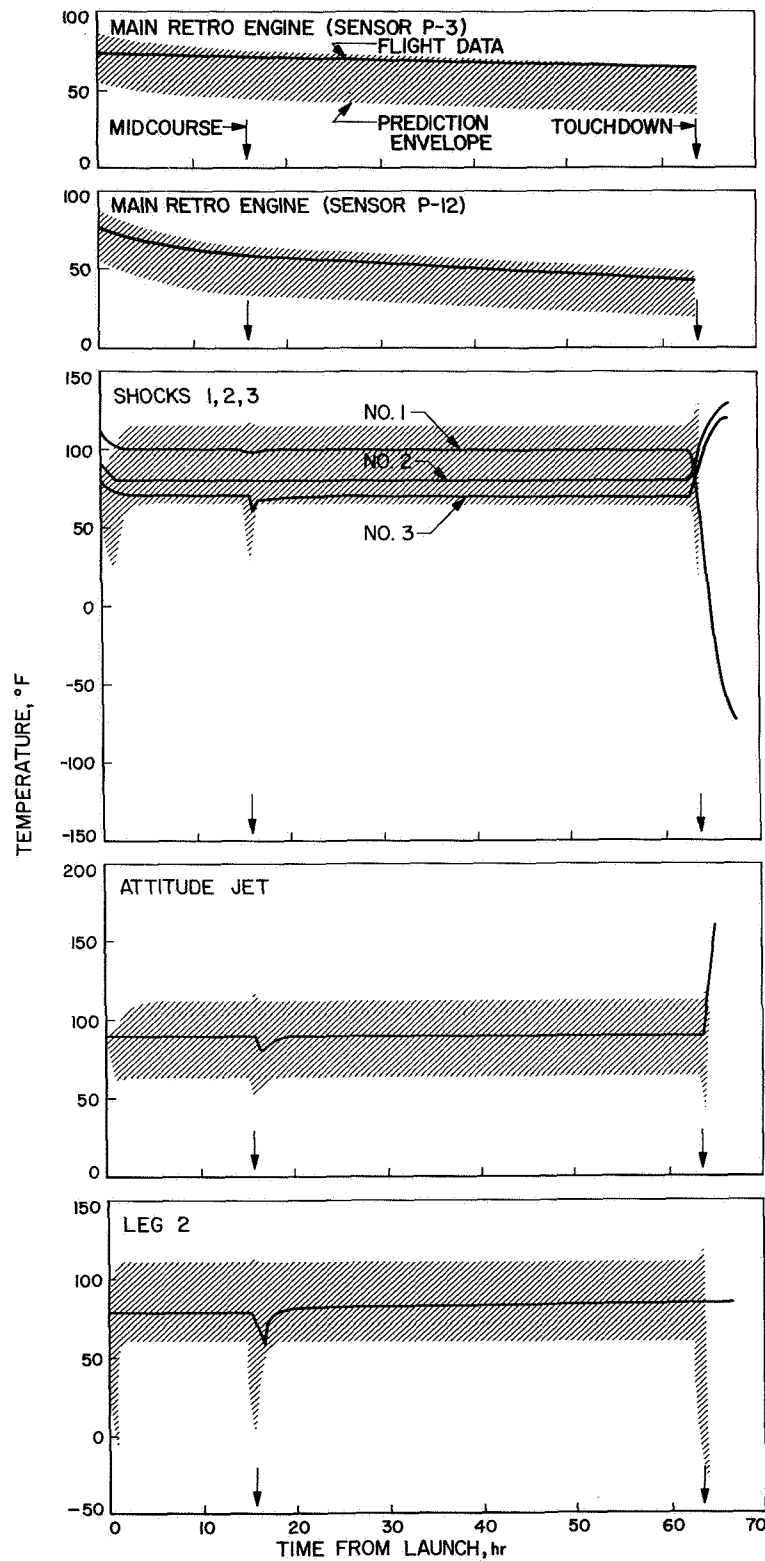 MAIN RETRO ENGINE (SENSOR P-3)
FLIGHT DATA
MIDCOURSE
PREDICTION
ENVELOPE
TOUCHDOWN
100
50
0
MAIN RETRO ENGINE (SENSOR P-12)
100
50
0
SHOCKS 1,2,3
NO. 1
NO. 2
NO. 3
150
100
50
0
-50
-100
-150
TEMPERATURE, °F
ATTITUDE JET
200
150
100
50
0
LEG 2
150
100
50
0
-50
0 10 20 30 40 50 60 70
TIME FROM LAUNCH, hr